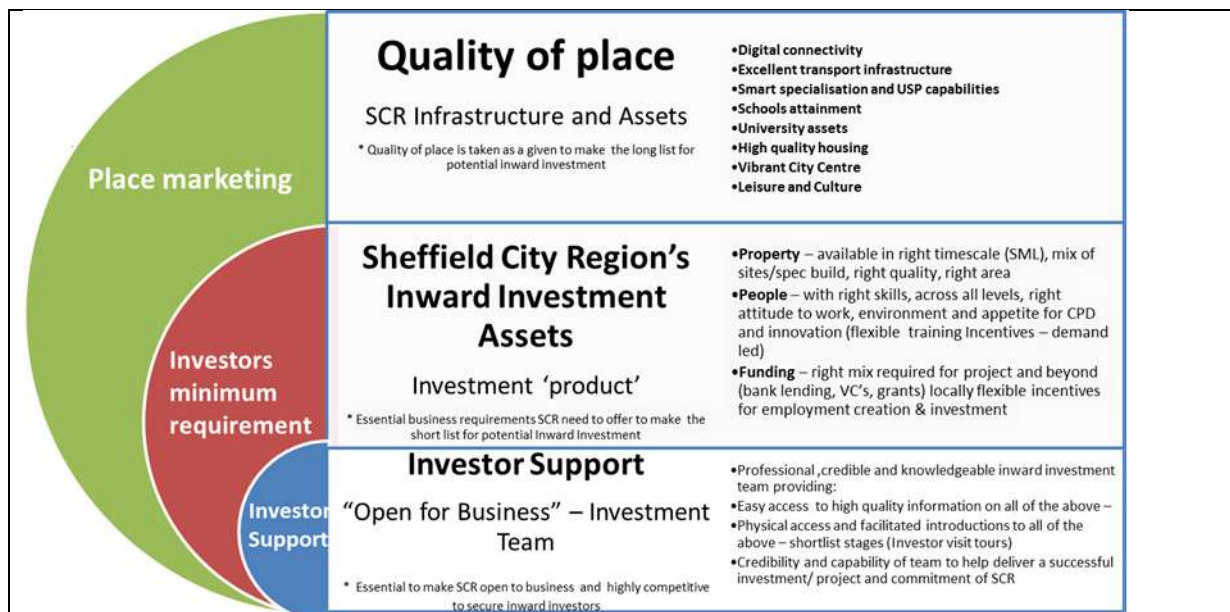 Place marketing
Investors
minimum
requirement
Investor
Support
Quality of place
SCR Infrastructure and Assets
* Quality of place is taken as a given to make the long list for
potential inward investment
•Digital connectivity
•Excellent transport infrastructure
•Smart specialisation and USP capabilities
•Schools attainment
•University assets
•High quality housing
•Vibrant City Centre
•Leisure and Culture
Sheffield City Region's
Inward Investment
Assets
Investment 'product'
* Essential business requirements SCR need to offer to make the
short list for potential Inward Investment
•Property – available in right timescale (SML), mix of
sites/spec build, right quality, right area
•People – with right skills, across all levels, right
attitude to work, environment and appetite for CPD
and innovation (flexible training Incentives – demand
led)
•Funding – right mix required for project and beyond
(bank lending, VC's, grants) locally flexible incentives
for employment creation & investment
Investor Support
"Open for Business" – Investment
Team
* Essential to make SCR open to business and highly competitive
to secure inward investors
•Professional ,credible and knowledgeable inward investment
team providing:
•Easy access to high quality information on all of the above –
•Physical access and facilitated introductions to all of the
above – shortlist stages (Investor visit tours)
•Credibility and capability of team to help deliver a successful
investment/ project and commitment of SCR